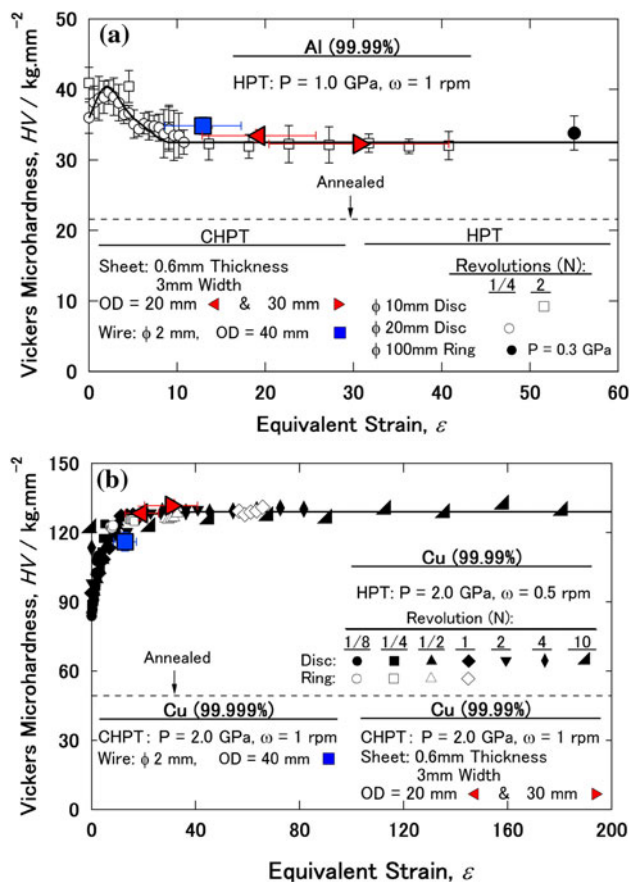 (a)
Al (99.99%)
HPT: P = 1.0 GPa, ω = 1 rpm
Annealed
CHPT
HPT
Sheet: 0.6mm Thickness
3mm Width
OD = 20 mm & 30 mm
Wire: ϕ 2 mm, OD = 40 mm
Revolutions (N):
1/4 2
ϕ 10mm Disc
ϕ 20mm Disc
ϕ 100mm Ring P = 0.3 GPa
Vickers Microhardness, HV / kg.mm⁻²
50
40
30
20
10
0
0 10 20 30 40 50 60
Equivalent Strain, ε
(b)
Cu (99.99%)
HPT: P = 2.0 GPa, ω = 0.5 rpm
Revolution (N):
1/8 1/4 1/2 1 2 4 10
Disc:
Ring:
Annealed
Cu (99.999%)
CHPT: P = 2.0 GPa, ω = 1 rpm
Wire: ϕ 2 mm, OD = 40 mm
Cu (99.99%)
CHPT: P = 2.0 GPa, ω = 1 rpm
Sheet: 0.6mm Thickness
3mm Width
OD = 20 mm & 30 mm
Vickers Microhardness, HV / kg.mm⁻²
150
120
90
60
30
0
0 40 80 120 160 200
Equivalent Strain, ε